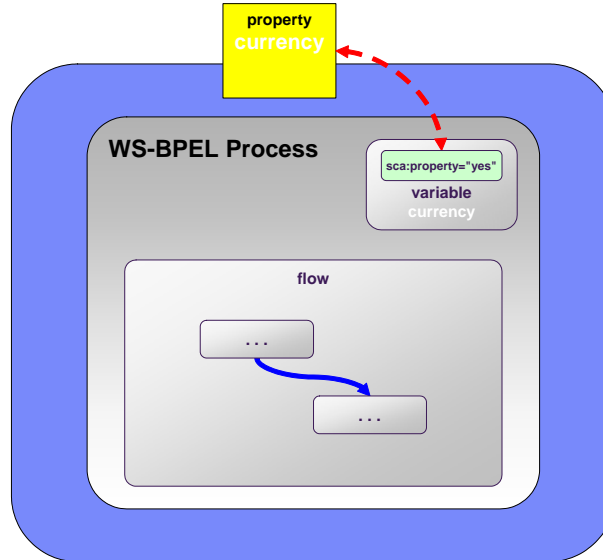 property
currency
WS-BPEL Process
sca:property="yes"
variable
currency
flow
...
...